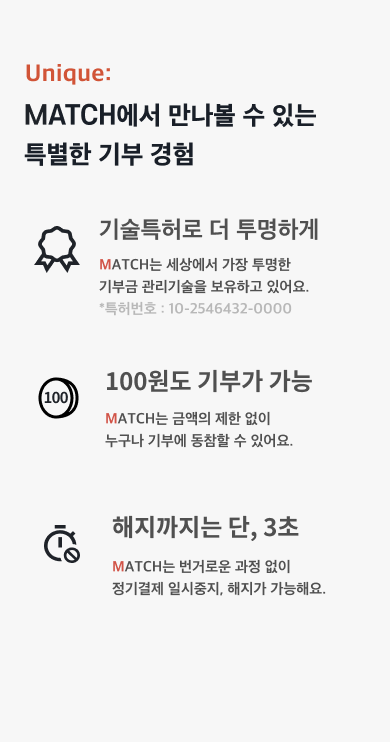 Unique:
MATCH에서 만나볼 수 있는
특별한 기부 경험
기술특허로 더 투명하게
MATCH는 세상에서 가장 투명한
기부금 관리기술을 보유하고 있어요.
*특허번호 : 10-2546432-0000
100
100원도 기부가 가능
MATCH는 금액의 제한 없이
누구나 기부에 동참할 수 있어요.
해지까지는 단, 3초
MATCH는 번거로운 과정 없이
정기결제 일시중지, 해지가 가능해요.